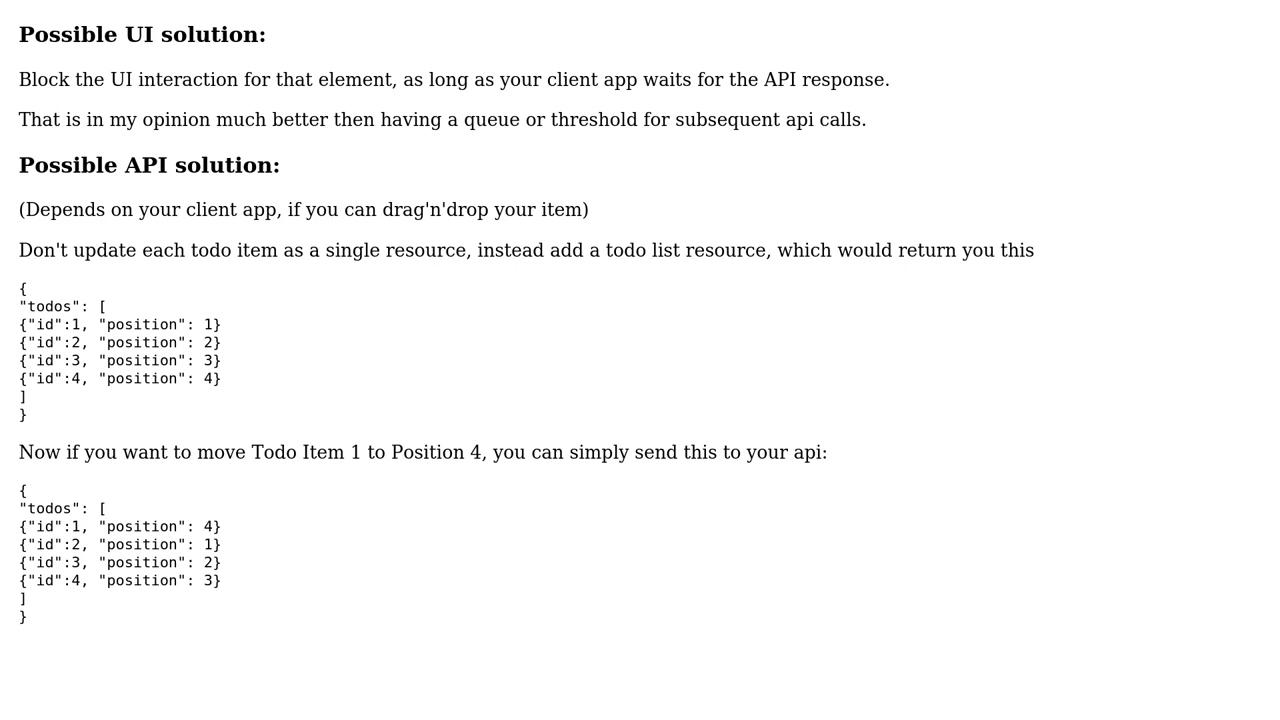 Possible UI solution:
Block the UI interaction for that element, as long as your client app waits for the API response.
That is in my opinion much better then having a queue or threshold for subsequent api calls.
Possible API solution:
(Depends on your client app, if you can drag'n'drop your item)
Don't update each todo item as a single resource, instead add a todo list resource, which would return you this
{
"todos": [
{"id":1, "position": 1}
{"id":2, "position": 2}
{"id":3, "position": 3}
{"id":4, "position": 4}
]
}
Now if you want to move Todo Item 1 to Position 4, you can simply send this to your api:
{
"todos": [
{"id":1, "position": 4}
{"id":2, "position": 1}
{"id":3, "position": 2}
{"id":4, "position": 3}
]
}